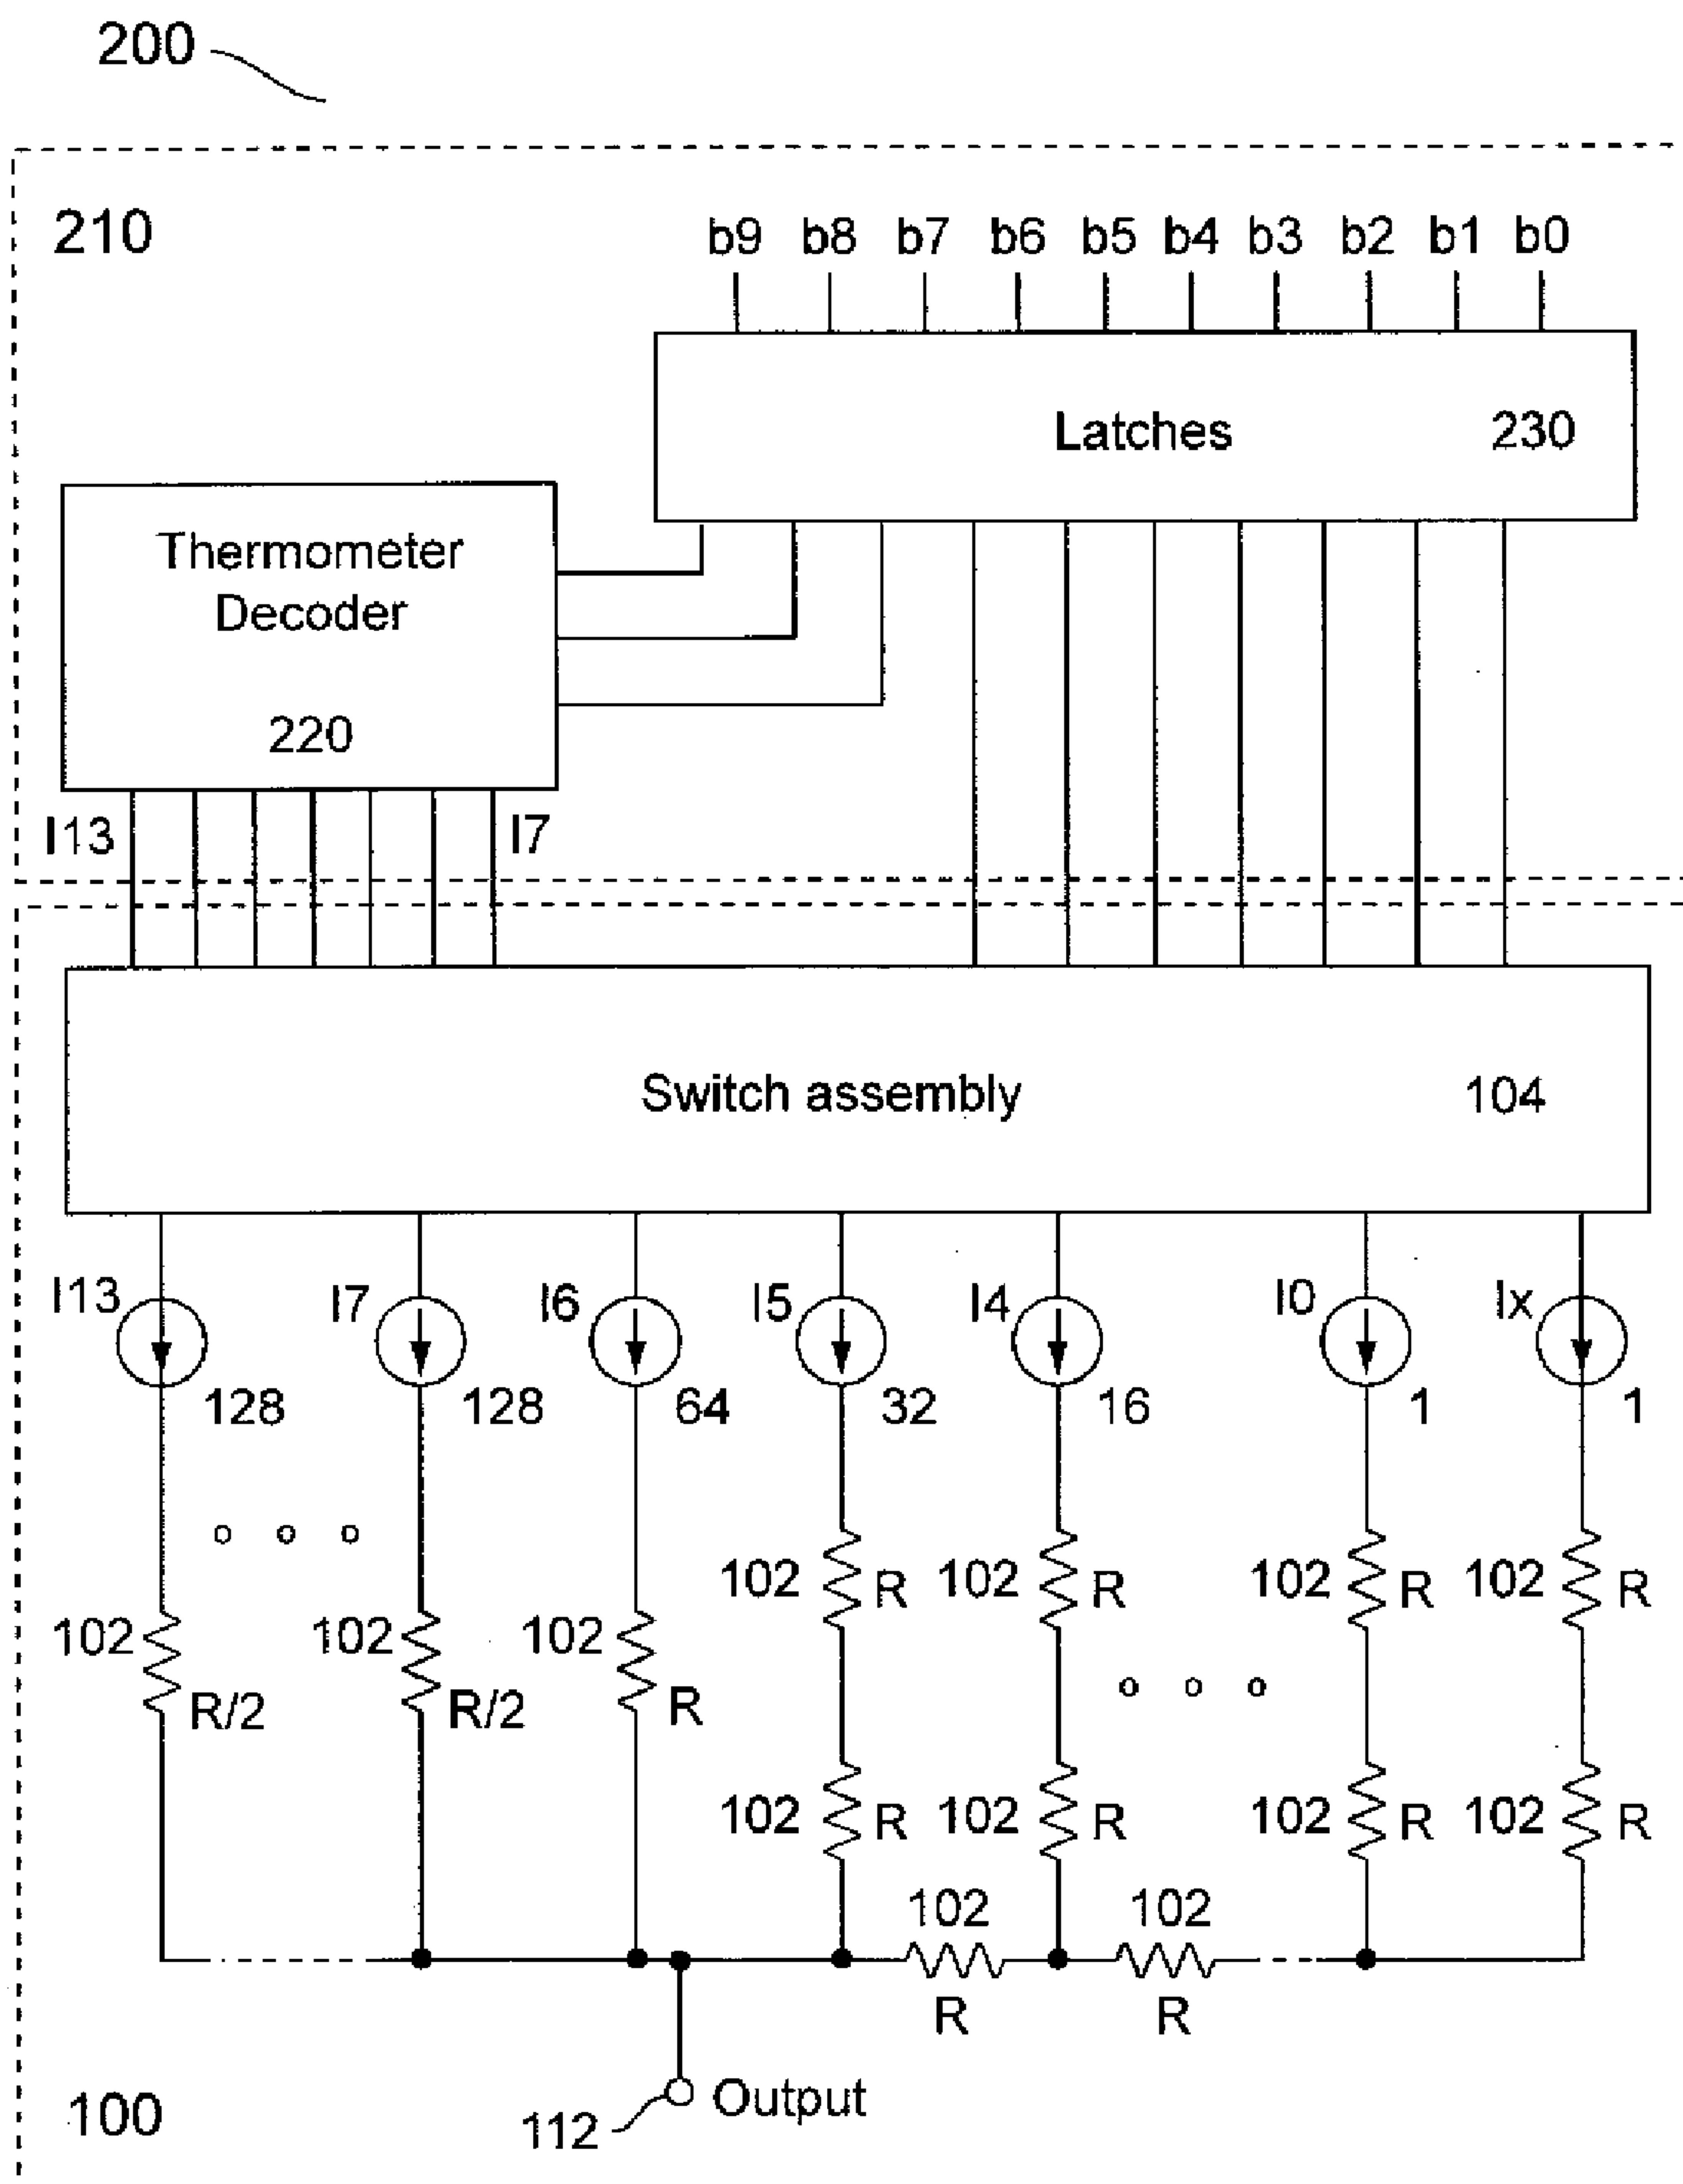 200
210
b9 b8 b7 b6 b5 b4 b3 b2 b1 b0
Latches 230
Thermometer
Decoder
220
I13 I7
Switch assembly 104
I13 I7 I6 I5 I4 I0 Ix
128 128 64 32 16 1 1
102 R 102 R 102 R 102 R
102 102 102
R/2 R/2 R
102 R 102 R 102 R 102 R
102 102
R R
Output
112
100